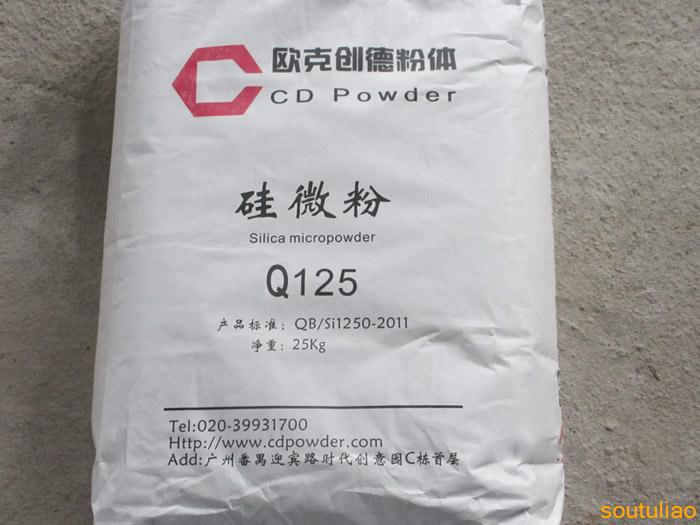 欧克创德粉体
CD Powder
硅微粉
Silica micropowder
Q125
产品标准: QB/Si1250-2011
净重: 25Kg
Tel:020-39931700
Http://www.cdpowder.com
Add:广州番禺迎宾路时代创意园C栋首层
soutuliao